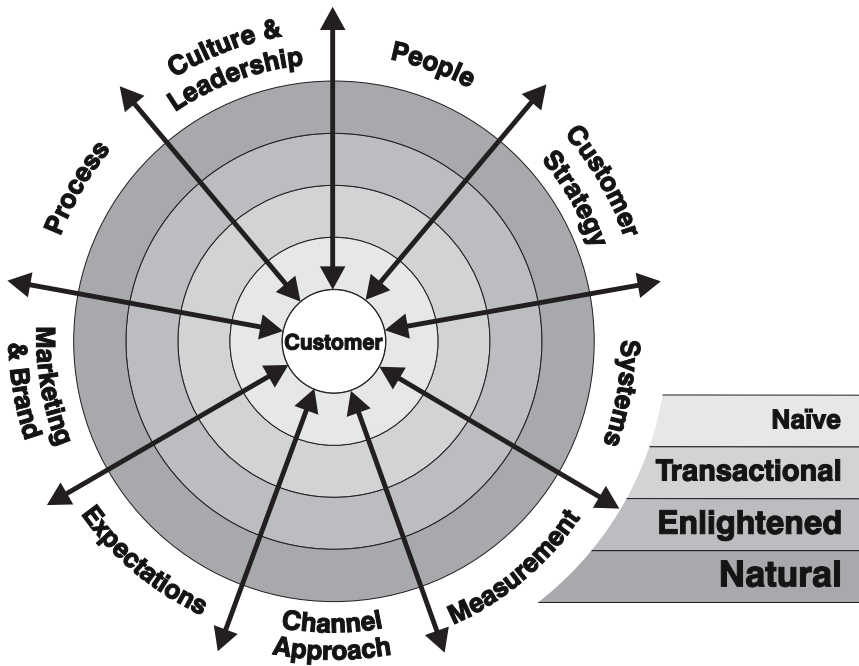 Culture &
Leadership
People
Customer
Strategy
Process
Customer
Marketing
& Brand
Systems
Expectations
Channel
Approach
Measurement
Naïve
Transactional
Enlightened
Natural